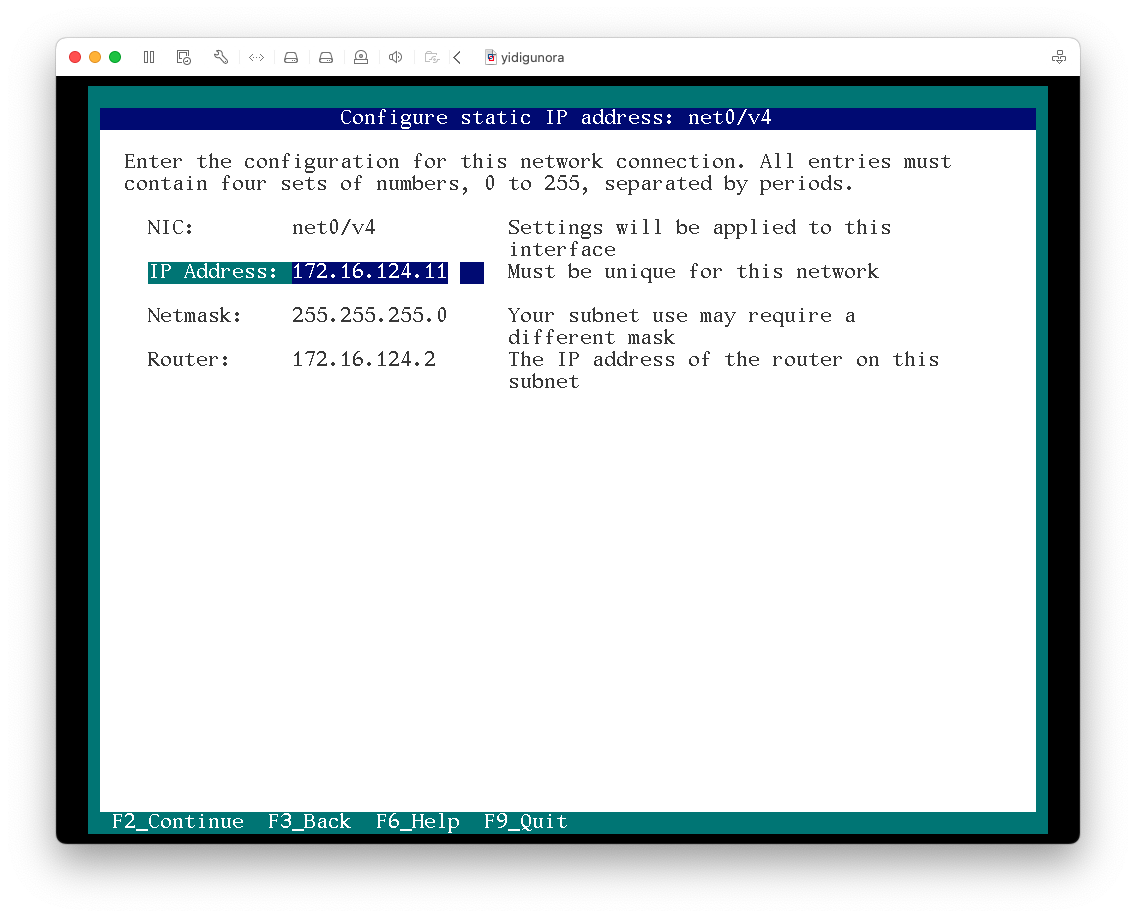 yidigunora
Configure static IP address: net0/v4
Enter the configuration for this network connection. All entries must
contain four sets of numbers, 0 to 255, separated by periods.
NIC: net0/v4 Settings will be applied to this
interface
IP Address: 172.16.124.11 Must be unique for this network
Netmask: 255.255.255.0 Your subnet use may require a
different mask
Router: 172.16.124.2 The IP address of the router on this
subnet
F2_Continue F3_Back F6_Help F9_Quit